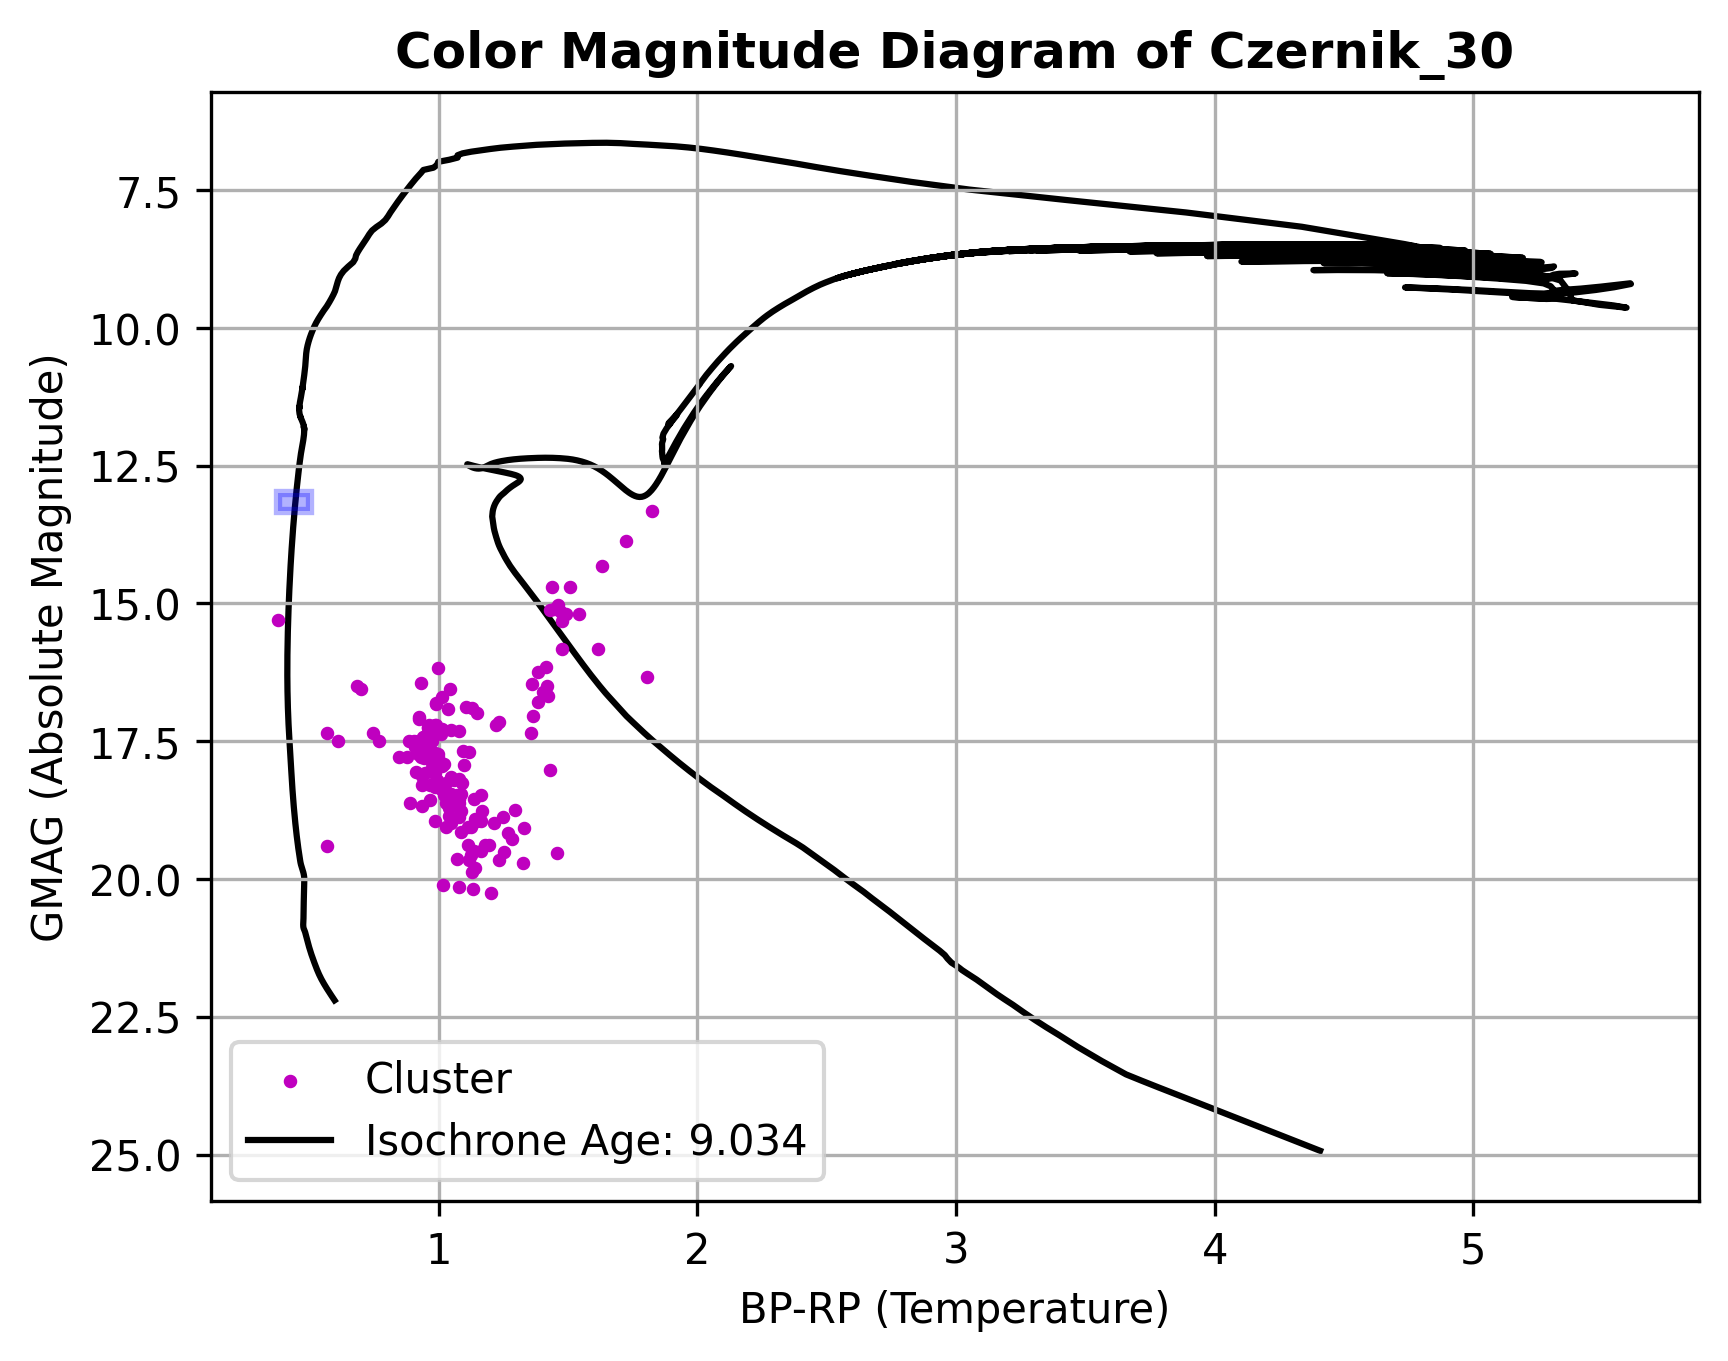 Color Magnitude Diagram of Czernik_30
GMAG (Absolute Magnitude)
7.5
10.0
12.5
15.0
17.5
20.0
22.5
25.0
Cluster
Isochrone Age: 9.034
1 2 3 4 5
BP-RP (Temperature)